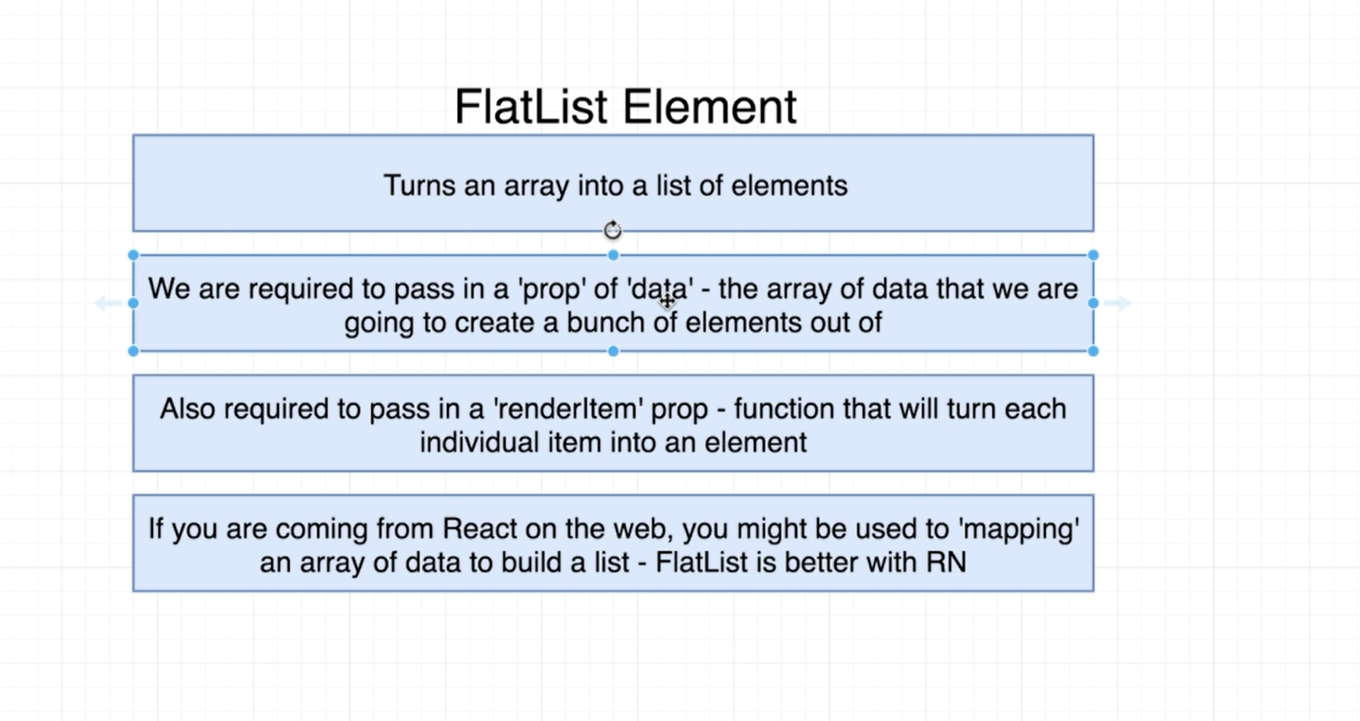 FlatList Element
Turns an array into a list of elements
We are required to pass in a 'prop' of 'data' - the array of data that we are
going to create a bunch of elements out of
Also required to pass in a 'renderItem' prop - function that will turn each
individual item into an element
If you are coming from React on the web, you might be used to 'mapping'
an array of data to build a list - FlatList is better with RN